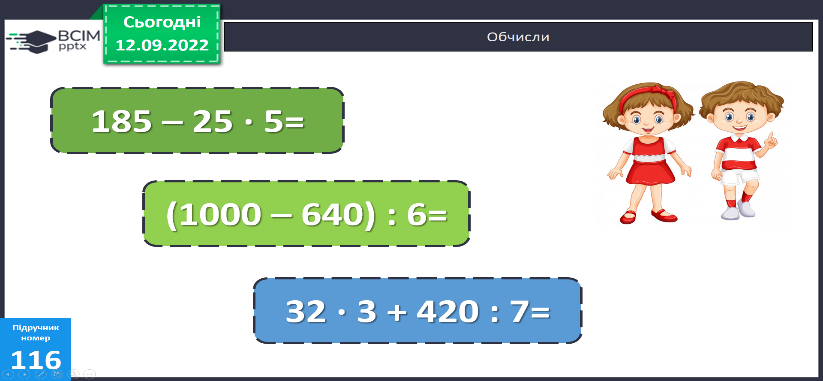 ВСІМ
pptx
Сьогодні
12.09.2022
Обчисли
185 – 25 · 5=
(1000 – 640) : 6=
32 · 3 + 420 : 7=
Підручник
номер
116